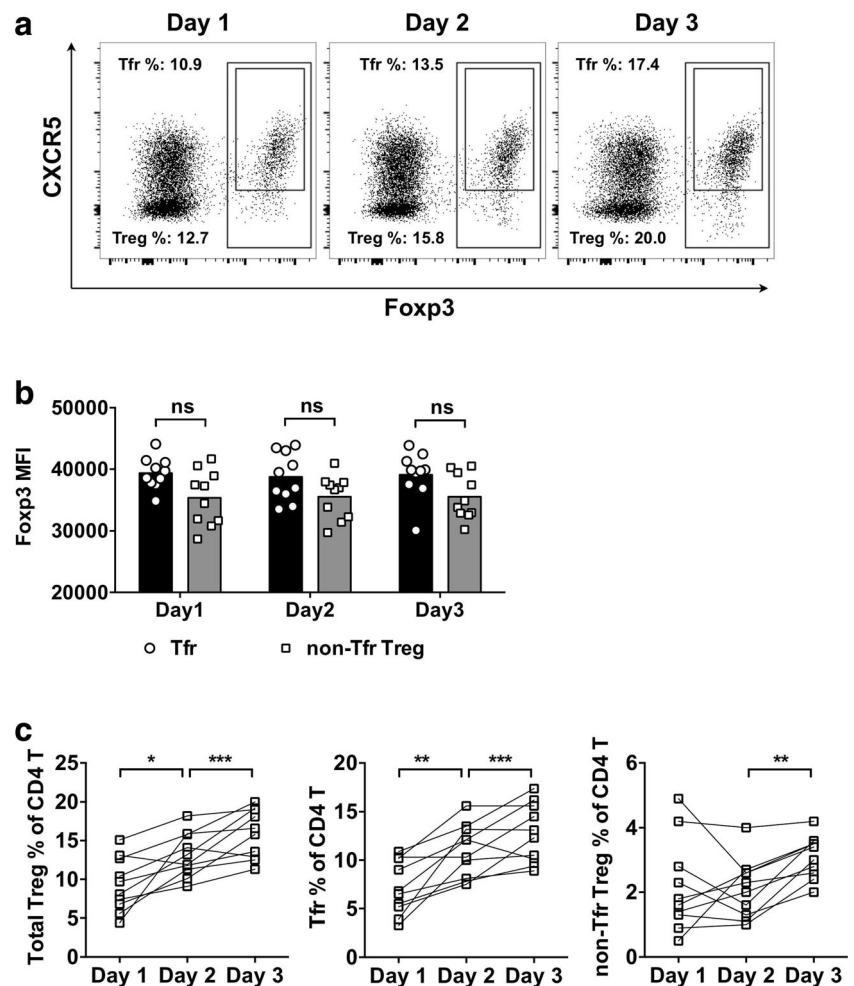 a
Day 1 Day 2 Day 3
Tfr %: 10.9 Tfr %: 13.5 Tfr %: 17.4
CXCR5
Treg %: 12.7 Treg %: 15.8 Treg %: 20.0
Foxp3
b
50000
40000
30000
20000
Foxp3 MFI
ns ns ns
Day1 Day2 Day3
Tfr non-Tfr Treg
c
Total Treg % of CD4 T
25
20
15
10
5
0
* ***
Day 1 Day 2 Day 3
Tfr % of CD4 T
20
15
10
5
0
** ***
Day 1 Day 2 Day 3
non-Tfr Treg % of CD4 T
6
4
2
0
**
Day 1 Day 2 Day 3